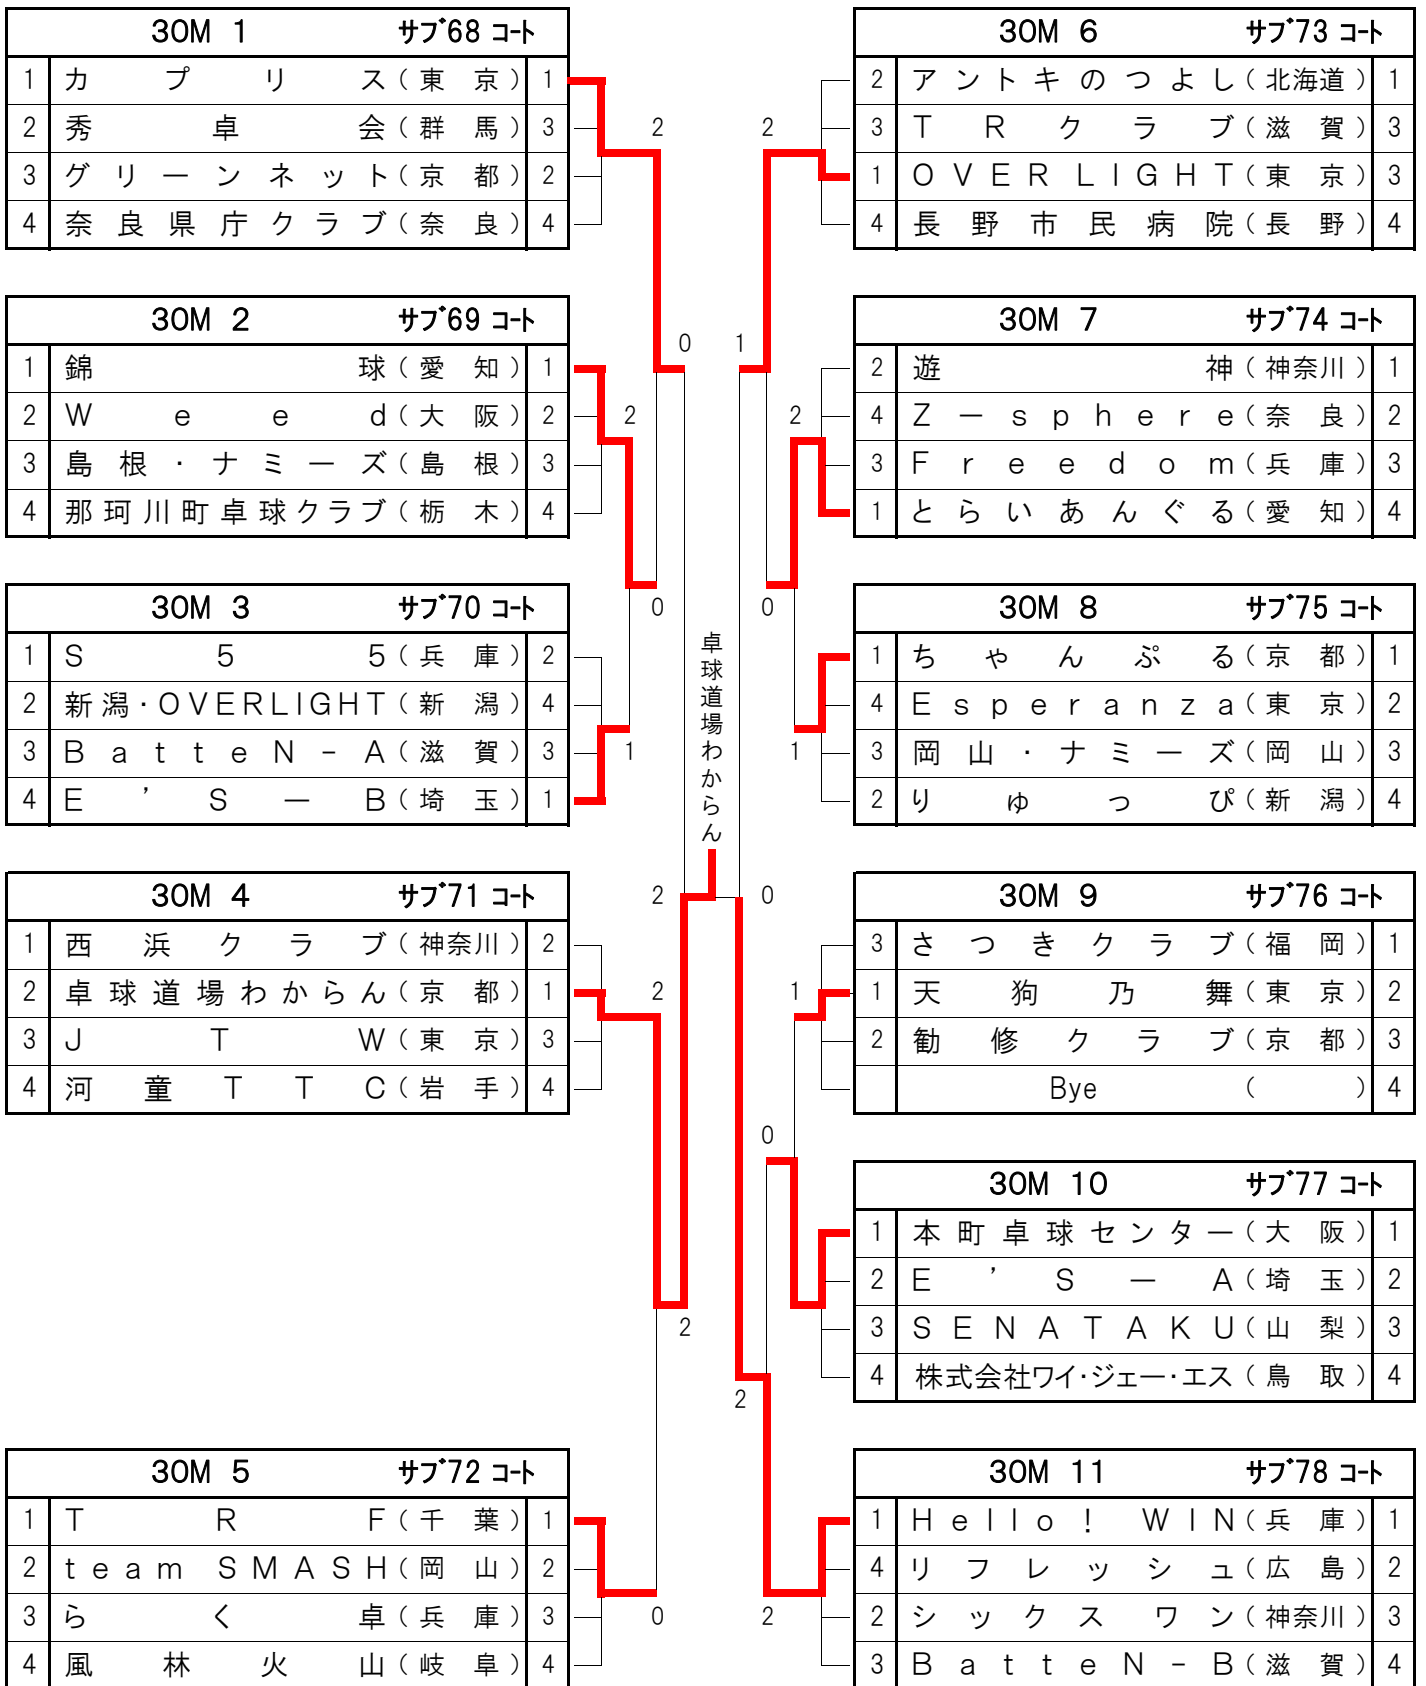 30M 1 サブ68 コート
1 カプリス(東京) 1
2 秀卓会(群馬) 3
3 グリーンネット(京都) 2
4 奈良県庁クラブ(奈良) 4
30M 2 サブ69 コート
1 錦球(愛知) 1
2 Weed(大阪) 2
3 島根・ナミーズ(島根) 3
4 那珂川町卓球クラブ(栃木) 4
30M 3 サブ70 コート
1 S55(兵庫) 2
2 新潟・OVERLIGHT(新潟) 4
3 BatteN-A(滋賀) 3
4 E'S-B(埼玉) 1
30M 4 サブ71 コート
1 西浜クラブ(神奈川) 2
2 卓球道場わからん(京都) 1
3 JTW(東京) 3
4 河童TTC(岩手) 4
30M 5 サブ72 コート
1 TRF(千葉) 1
2 team SMASH(岡山) 2
3 らく卓(兵庫) 3
4 風林火山(岐阜) 4
2
2
0
0
1
2
2
2
0
卓球道場わからん
2
1
2
0
1
0
1
0
2
2
30M 6 サブ73 コート
2 アントキのつよし(北海道) 1
3 TRクラブ(滋賀) 3
1 OVER LIGHT(東京) 3
4 長野市民病院(長野) 4
30M 7 サブ74 コート
2 遊神(神奈川) 1
4 Z-sphere(奈良) 2
3 Freedom(兵庫) 3
1 とらいあんぐる(愛知) 4
30M 8 サブ75 コート
1 ちゃんぷる(京都) 1
4 Esperanza(東京) 2
3 岡山・ナミーズ(岡山) 3
2 りゅっぴ(新潟) 4
30M 9 サブ76 コート
3 さつきクラブ(福岡) 1
1 天狗乃舞(東京) 2
2 勧修クラブ(京都) 3
Bye ( ) 4
30M 10 サブ77 コート
1 本町卓球センター(大阪) 1
2 E'S-A(埼玉) 2
3 SENATAKU(山梨) 3
4 株式会社ワイ・ジェー・エス(鳥取) 4
30M 11 サブ78 コート
1 Hello! WIN(兵庫) 1
4 リフレッシュ(広島) 2
2 シックスワン(神奈川) 3
3 BatteN-B(滋賀) 4